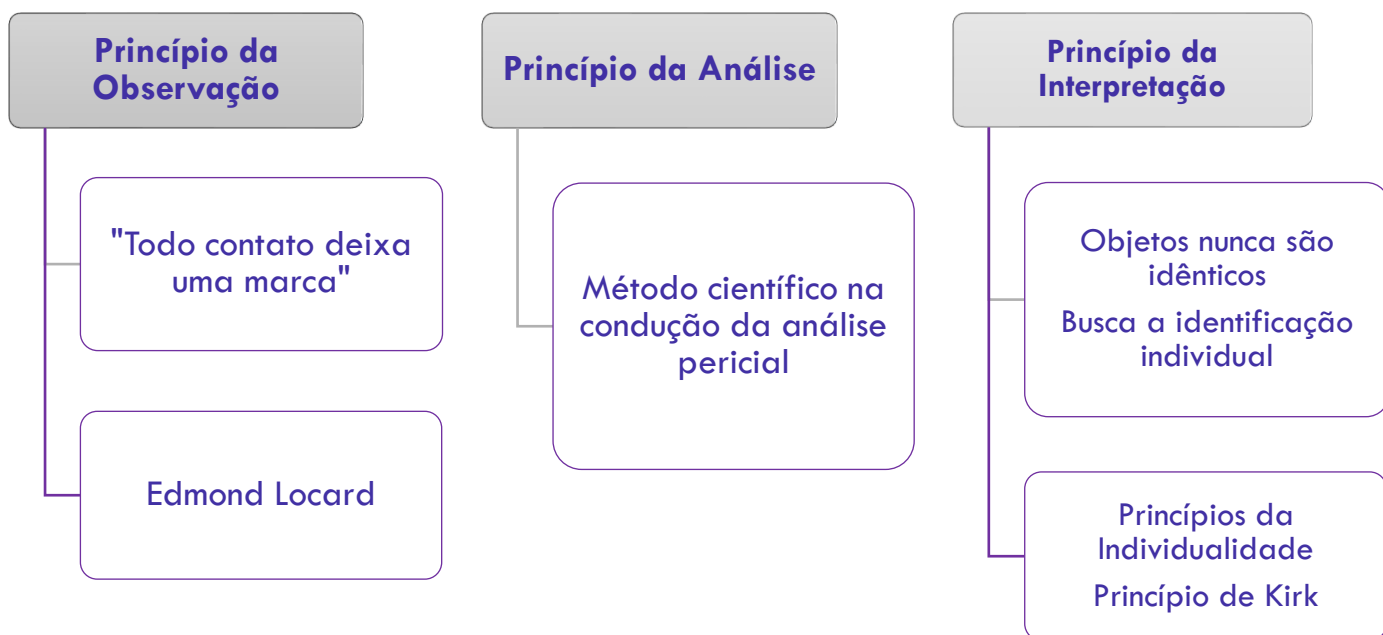 Princípio da
Observação
"Todo contato deixa
uma marca"
Edmond Locard
Princípio da Análise
Método científico na
condução da análise
pericial
Princípio da
Interpretação
Objetos nunca são
idênticos
Busca a identificação
individual
Princípios da
Individualidade
Princípio de Kirk